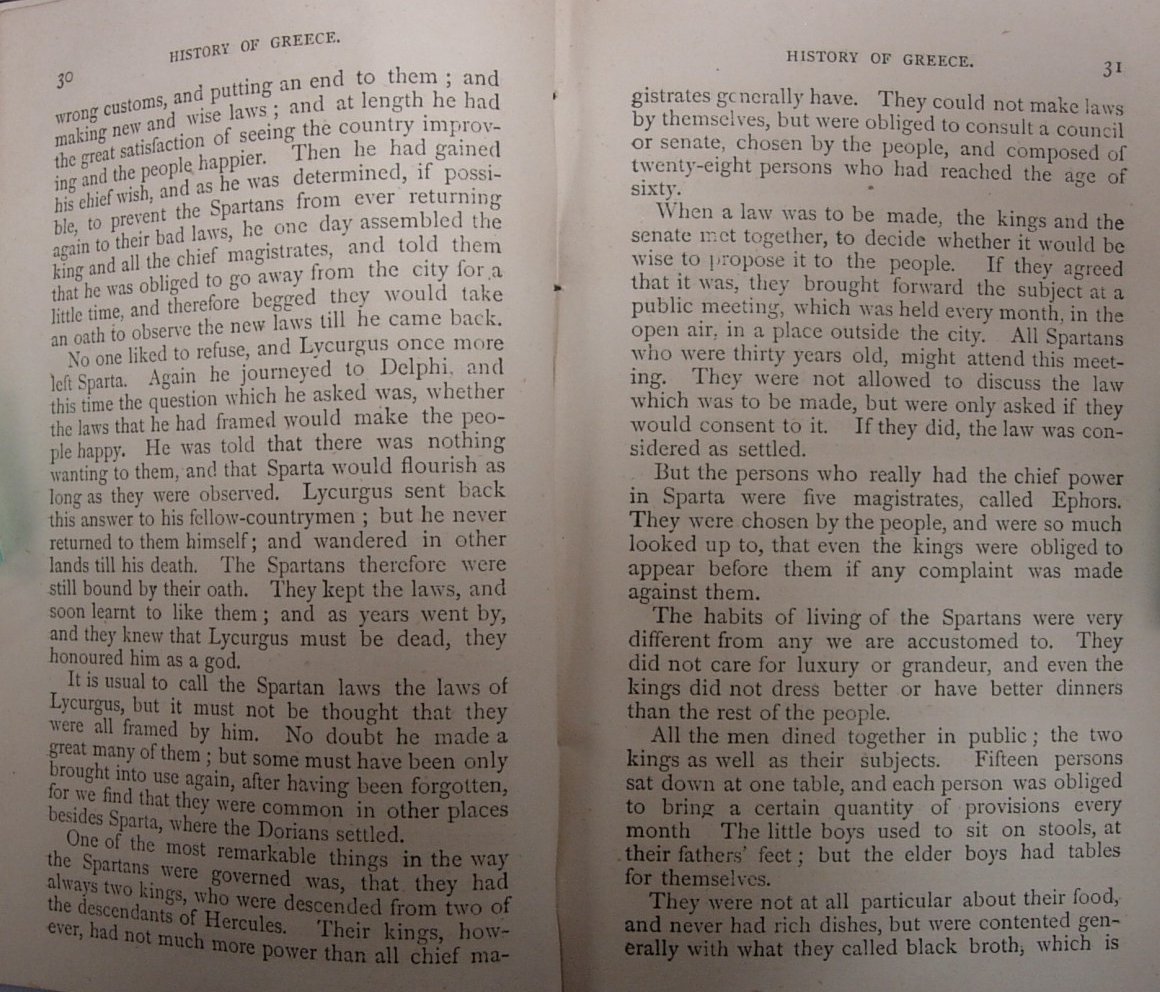 30
HISTORY OF GREECE.
wrong customs, and putting an end to them ; and
making new and wise laws ; and at length he had
the great satisfaction of seeing the country improv-
ing and the people happier. Then he had gained
his chief wish, and as he was determined, if possi-
ble, to prevent the Spartans from ever returning
again to their bad laws, he one day assembled the
king and all the chief magistrates, and told them
that he was obliged to go away from the city for a
little time, and therefore begged they would take
an oath to observe the new laws till he came back.
No one liked to refuse, and Lycurgus once more
left Sparta. Again he journeyed to Delphi, and
this time the question which he asked was, whether
the laws that he had framed would make the peo-
ple happy. He was told that there was nothing
wanting to them, and that Sparta would flourish as
long as they were observed. Lycurgus sent back
this answer to his fellow-countrymen ; but he never
returned to them himself ; and wandered in other
lands till his death. The Spartans therefore were
still bound by their oath. They kept the laws, and
soon learnt to like them ; and as years went by,
and they knew that Lycurgus must be dead, they
honoured him as a god.
It is usual to call the Spartan laws the laws of
Lycurgus, but it must not be thought that they
were all framed by him. No doubt he made a
great many of them ; but some must have been only
brought into use again, after having been forgotten,
for we find that they were common in other places
besides Sparta, where the Dorians settled.
One of the most remarkable things in the way
the Spartans were governed was, that they had
always two kings, who were descended from two of
the descendants of Hercules. Their kings, how-
ever, had not much more power than all chief ma-
HISTORY OF GREECE.
31
gistrates generally have. They could not make laws
by themselves, but were obliged to consult a council
or senate, chosen by the people, and composed of
twenty-eight persons who had reached the age of
sixty.
When a law was to be made, the kings and the
senate met together, to decide whether it would be
wise to propose it to the people. If they agreed
that it was, they brought forward the subject at a
public meeting, which was held every month, in the
open air, in a place outside the city. All Spartans
who were thirty years old, might attend this meet-
ing. They were not allowed to discuss the law
which was to be made, but were only asked if they
would consent to it. If they did, the law was con-
sidered as settled.
But the persons who really had the chief power
in Sparta were five magistrates, called Ephors.
They were chosen by the people, and were so much
looked up to, that even the kings were obliged to
appear before them if any complaint was made
against them.
The habits of living of the Spartans were very
different from any we are accustomed to. They
did not care for luxury or grandeur, and even the
kings did not dress better or have better dinners
than the rest of the people.
All the men dined together in public ; the two
kings as well as their subjects. Fifteen persons
sat down at one table, and each person was obliged
to bring a certain quantity of provisions every
month The little boys used to sit on stools, at
their fathers' feet ; but the elder boys had tables
for themselves.
They were not at all particular about their food,
and never had rich dishes, but were contented gen-
erally with what they called black broth, which is